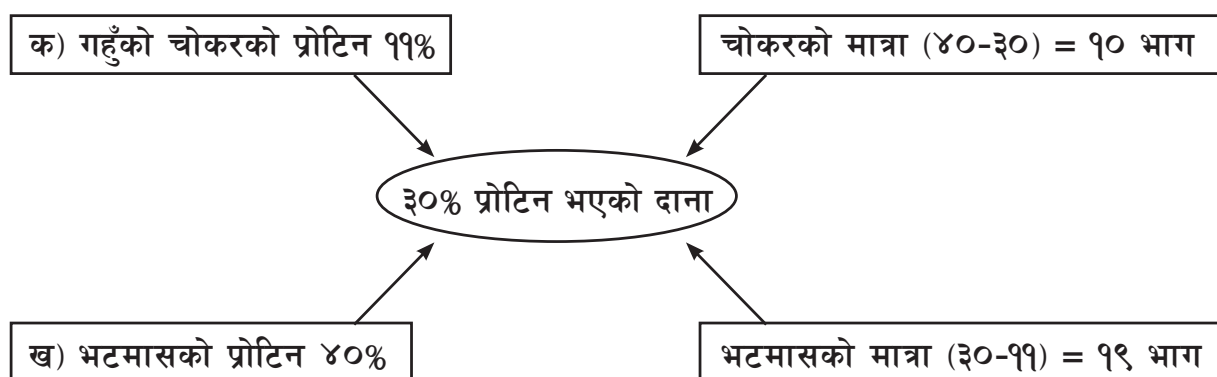 क) गहुँको चोकरको प्रोटिन ११%
चोकरको मात्रा (४०-३०) = १० भाग
३०% प्रोटिन भएको दाना
ख) भटमासको प्रोटिन ४०%
भटमासको मात्रा (३०-११) = १९ भाग